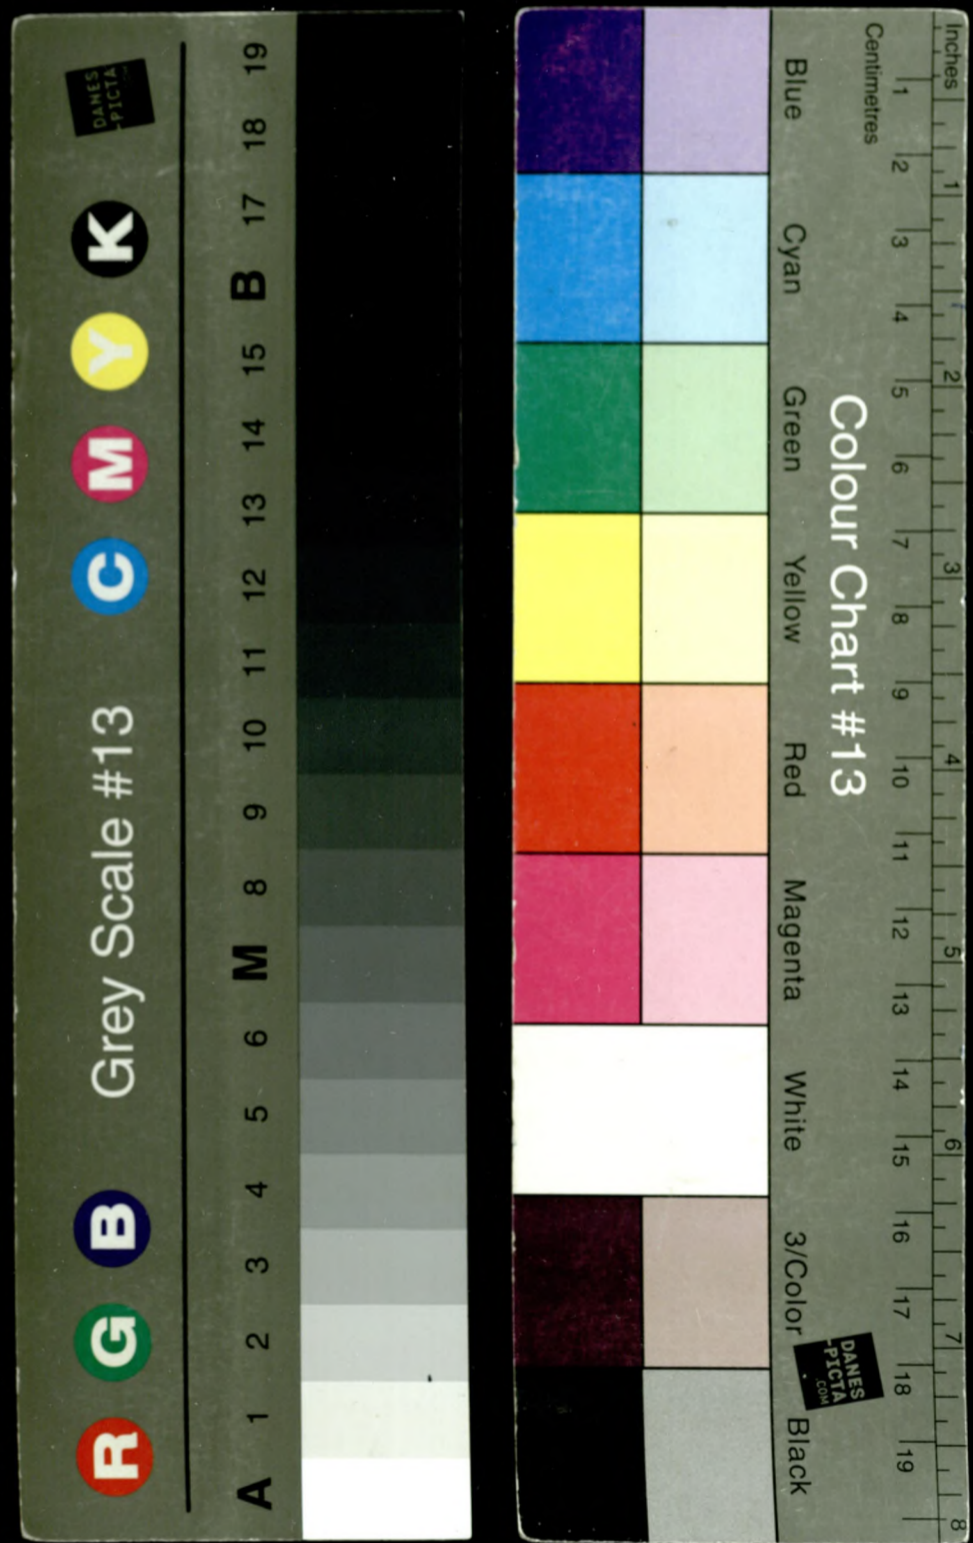 DANES
-PICTA
R G B Grey Scale #13 C M Y K
A 1 2 3 4 5 6 M 8 9 10 11 12 13 14 15 B 17 18 19
Inches 1 2 3 4 5 6 7 8
Centimetres 1 2 3 4 5 6 7 8 9 10 11 12 13 14 15 16 17 18 19
Colour Chart #13
Blue Cyan Green Yellow Red Magenta White 3/Color Black
DANES
-PICTA
.COM